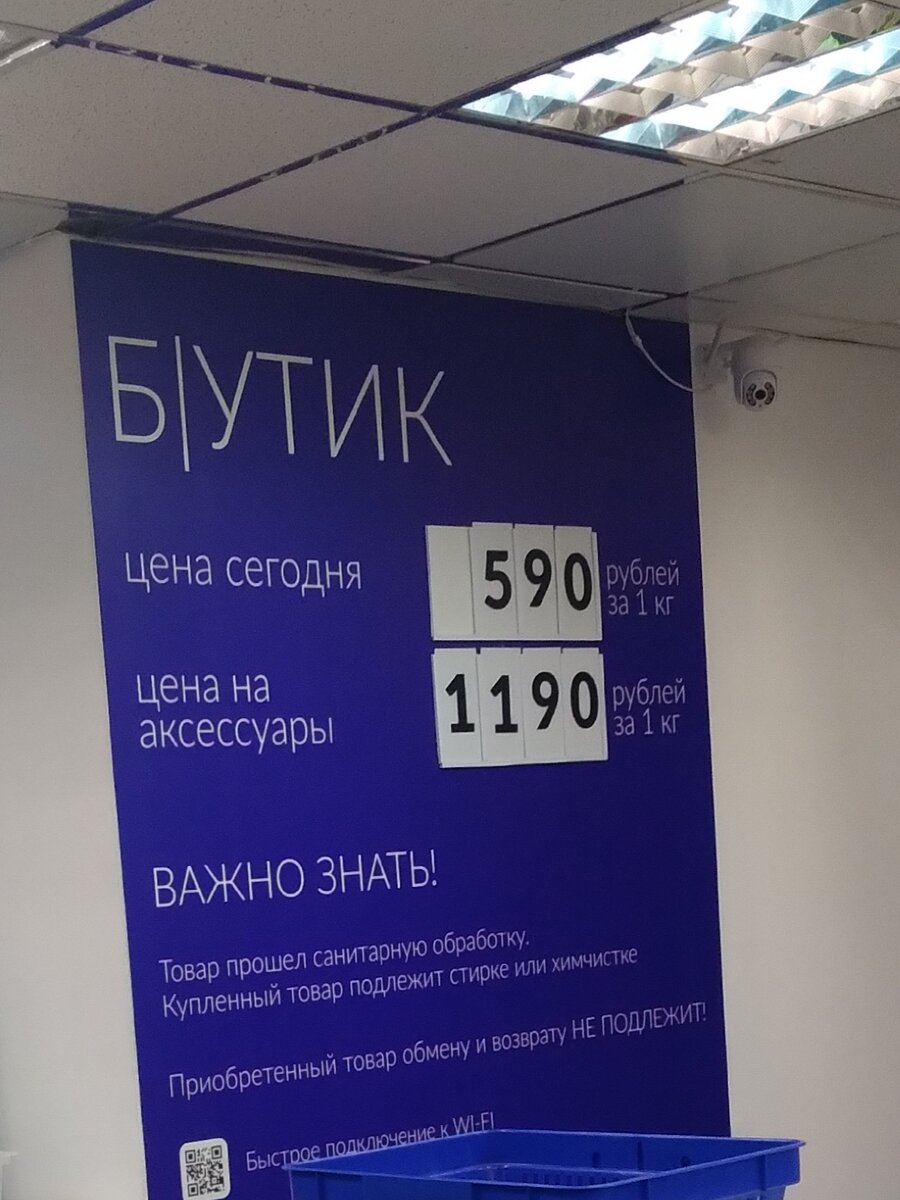 Б|УТИК
цена сегодня 590 рублей
за 1 кг
цена на
аксессуары 1190 рублей
за 1 кг
ВАЖНО ЗНАТЬ!
Товар прошел санитарную обработку.
Купленный товар подлежит стирке или химчистке
Приобретенный товар обмену и возврату НЕ ПОДЛЕЖИТ!
Быстрое подключение к WI-FI